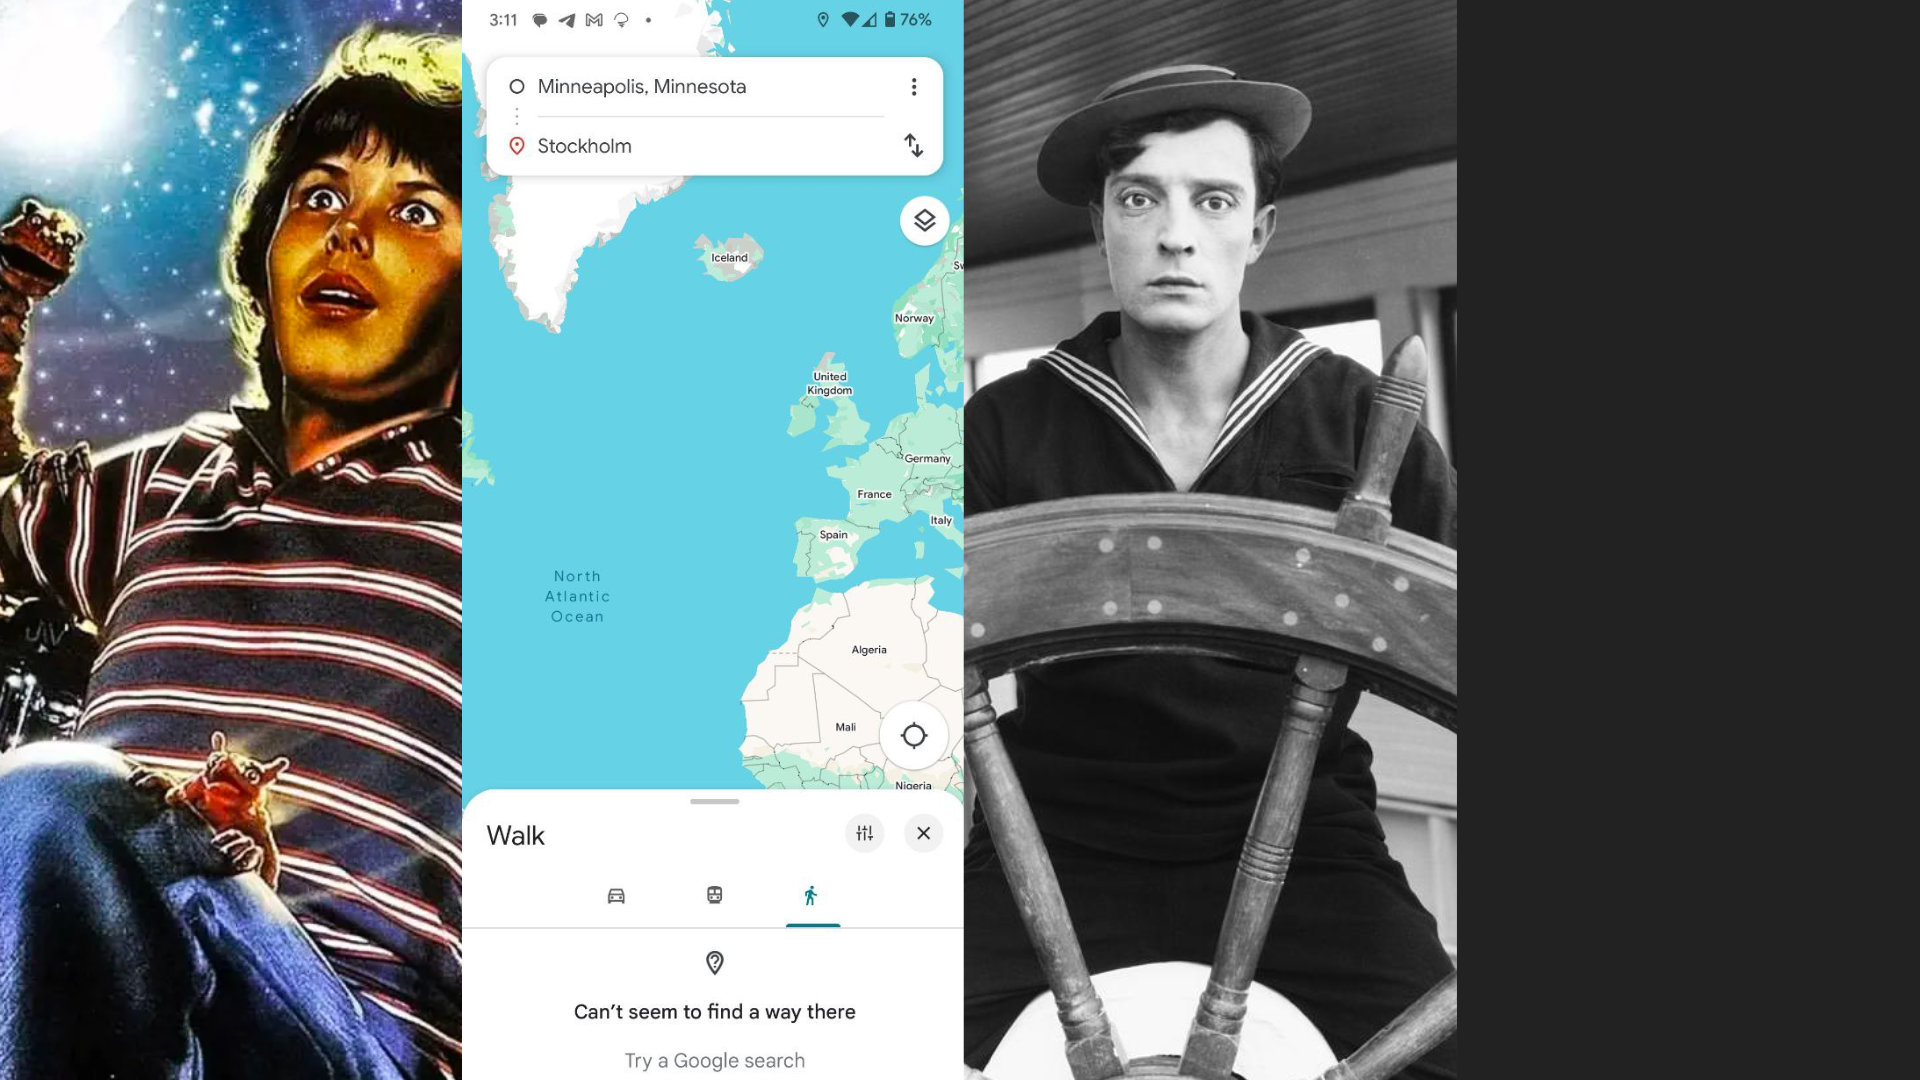 3:11
76%
Minneapolis, Minnesota
Stockholm
Iceland
Norway
United
Kingdom
Germany
France
Italy
Spain
North
Atlantic
Ocean
Algeria
Mali
Nigeria
Walk
Can't seem to find a way there
Try a Google search